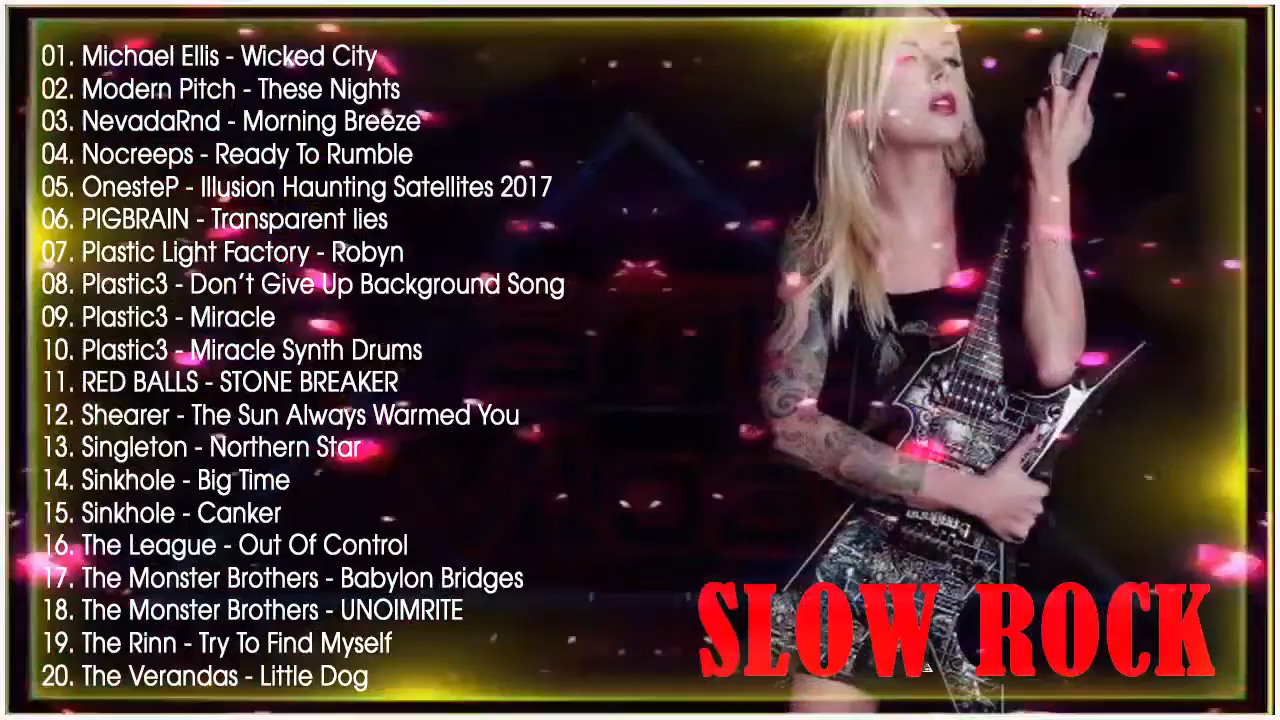 01. Michael Ellis - Wicked City
02. Modern Pitch - These Nights
03. NevadaRnd - Morning Breeze
04. Nocreeps - Ready To Rumble
05. OnesteP - Illusion Haunting Satellites 2017
06. PIGBRAIN - Transparent lies
07. Plastic Light Factory - Robyn
08. Plastic3 - Don’t Give Up Background Song
09. Plastic3 - Miracle
10. Plastic3 - Miracle Synth Drums
11. RED BALLS - STONE BREAKER
12. Shearer - The Sun Always Warmed You
13. Singleton - Northern Star
14. Sinkhole - Big Time
15. Sinkhole - Canker
16. The League - Out Of Control
17. The Monster Brothers - Babylon Bridges
18. The Monster Brothers - UNOIMRITE
19. The Rinn - Try To Find Myself
20. The Verandas - Little Dog
SLOW ROCK